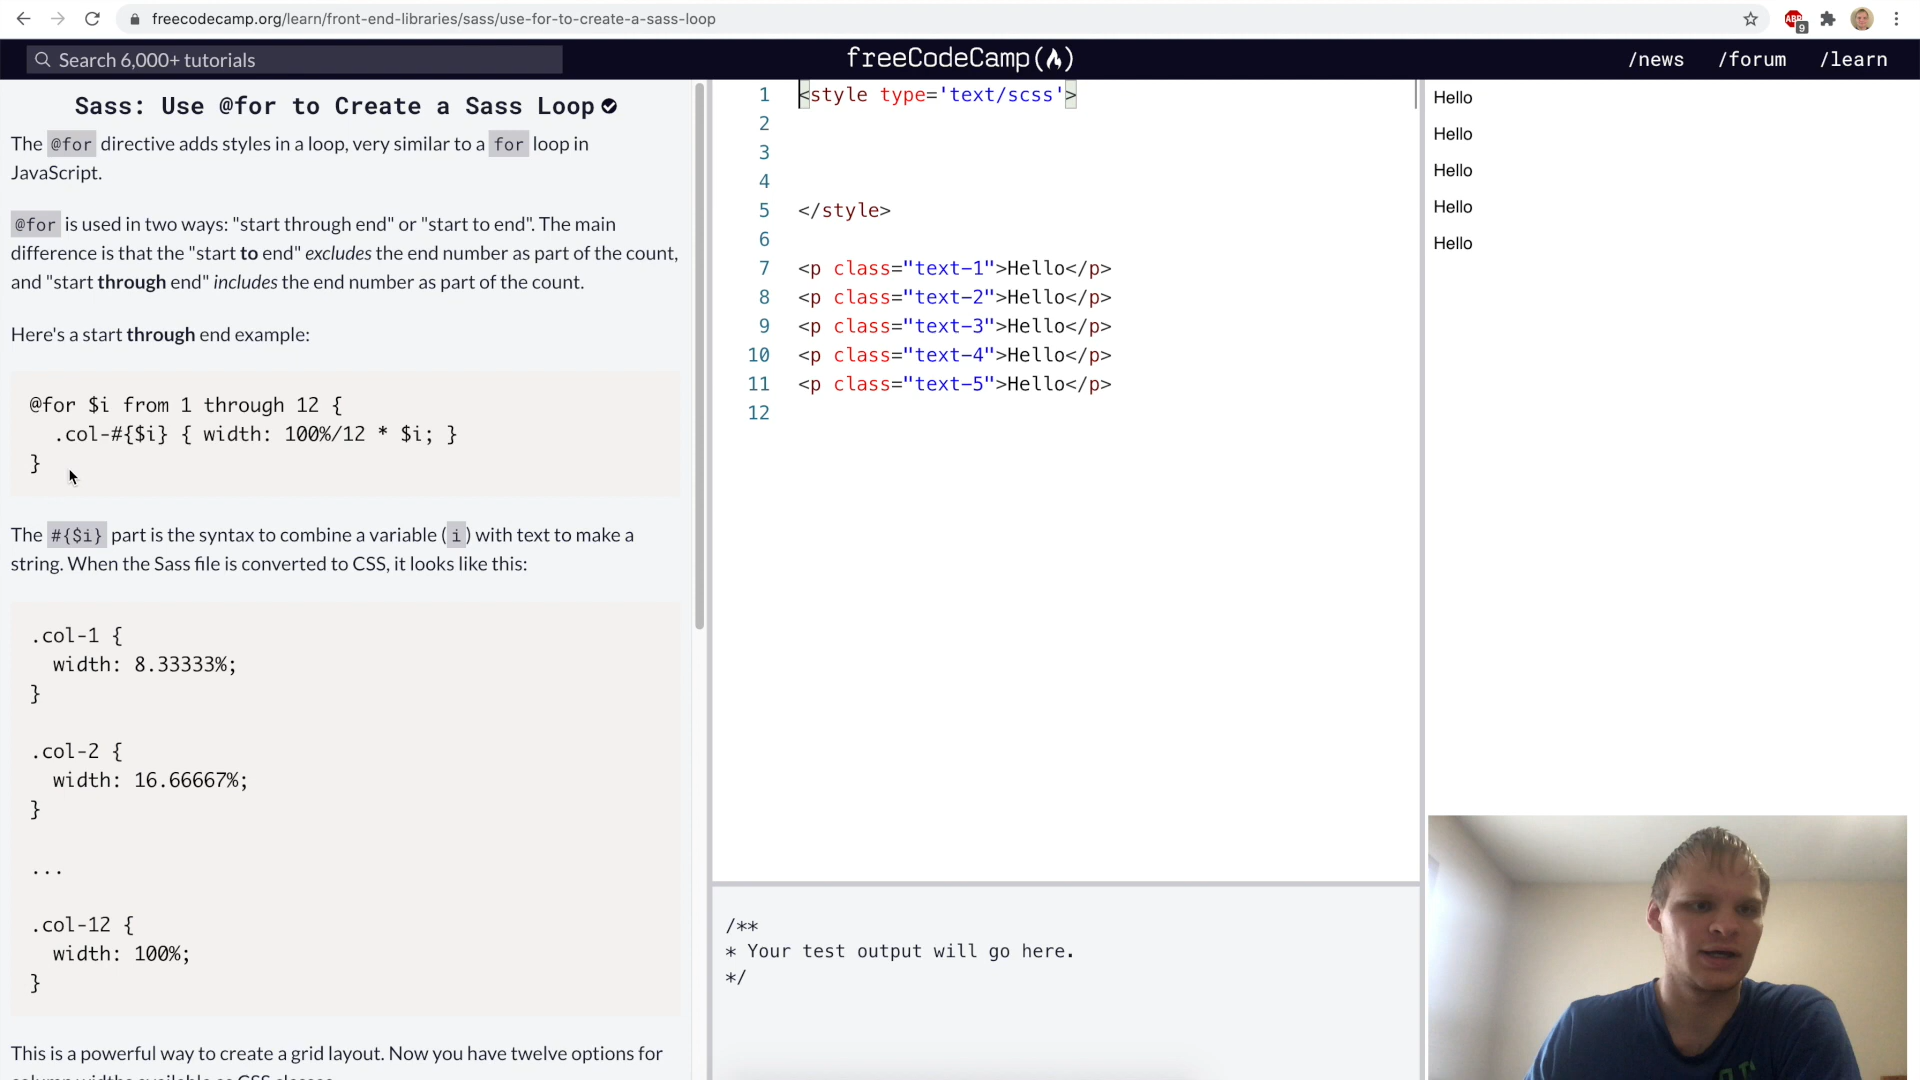 freecodecamp.org/learn/front-end-libraries/sass/use-for-to-create-a-sass-loop
ABP
9
Search 6,000+ tutorials
freeCodeCamp(🔥)
/news
/forum
/learn
Sass: Use @for to Create a Sass Loop
The @for directive adds styles in a loop, very similar to a for loop in
JavaScript.
@for is used in two ways: "start through end" or "start to end". The main
difference is that the "start to end" excludes the end number as part of the count,
and "start through end" includes the end number as part of the count.
Here's a start through end example:
@for $i from 1 through 12 {
.col-#{$i} { width: 100%/12 * $i; }
}
The #{$i} part is the syntax to combine a variable (i) with text to make a
string. When the Sass file is converted to CSS, it looks like this:
.col-1 {
width: 8.33333%;
}
.col-2 {
width: 16.66667%;
}
...
.col-12 {
width: 100%;
}
This is a powerful way to create a grid layout. Now you have twelve options for
1 <style type='text/scss'>
2
3
4
5 </style>
6
7 <p class="text-1">Hello</p>
8 <p class="text-2">Hello</p>
9 <p class="text-3">Hello</p>
10 <p class="text-4">Hello</p>
11 <p class="text-5">Hello</p>
12
/**
* Your test output will go here.
*/
Hello
Hello
Hello
Hello
Hello